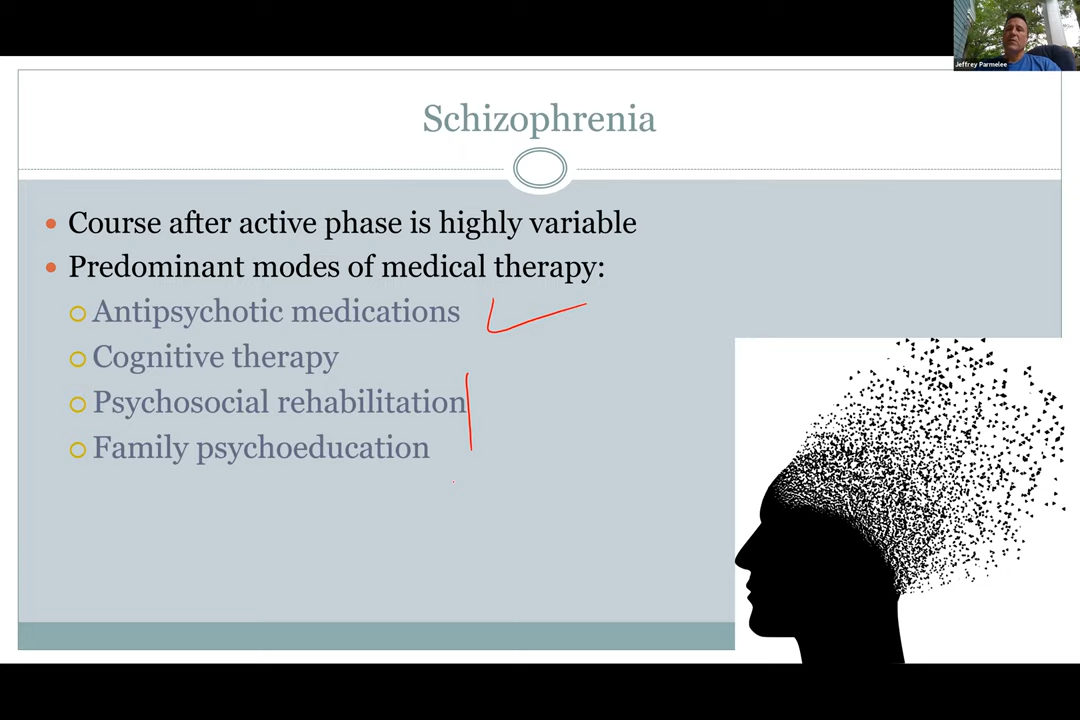 Jeffrey Parmelee
Schizophrenia
Course after active phase is highly variable
Predominant modes of medical therapy:
Antipsychotic medications
Cognitive therapy
Psychosocial rehabilitation
Family psychoeducation